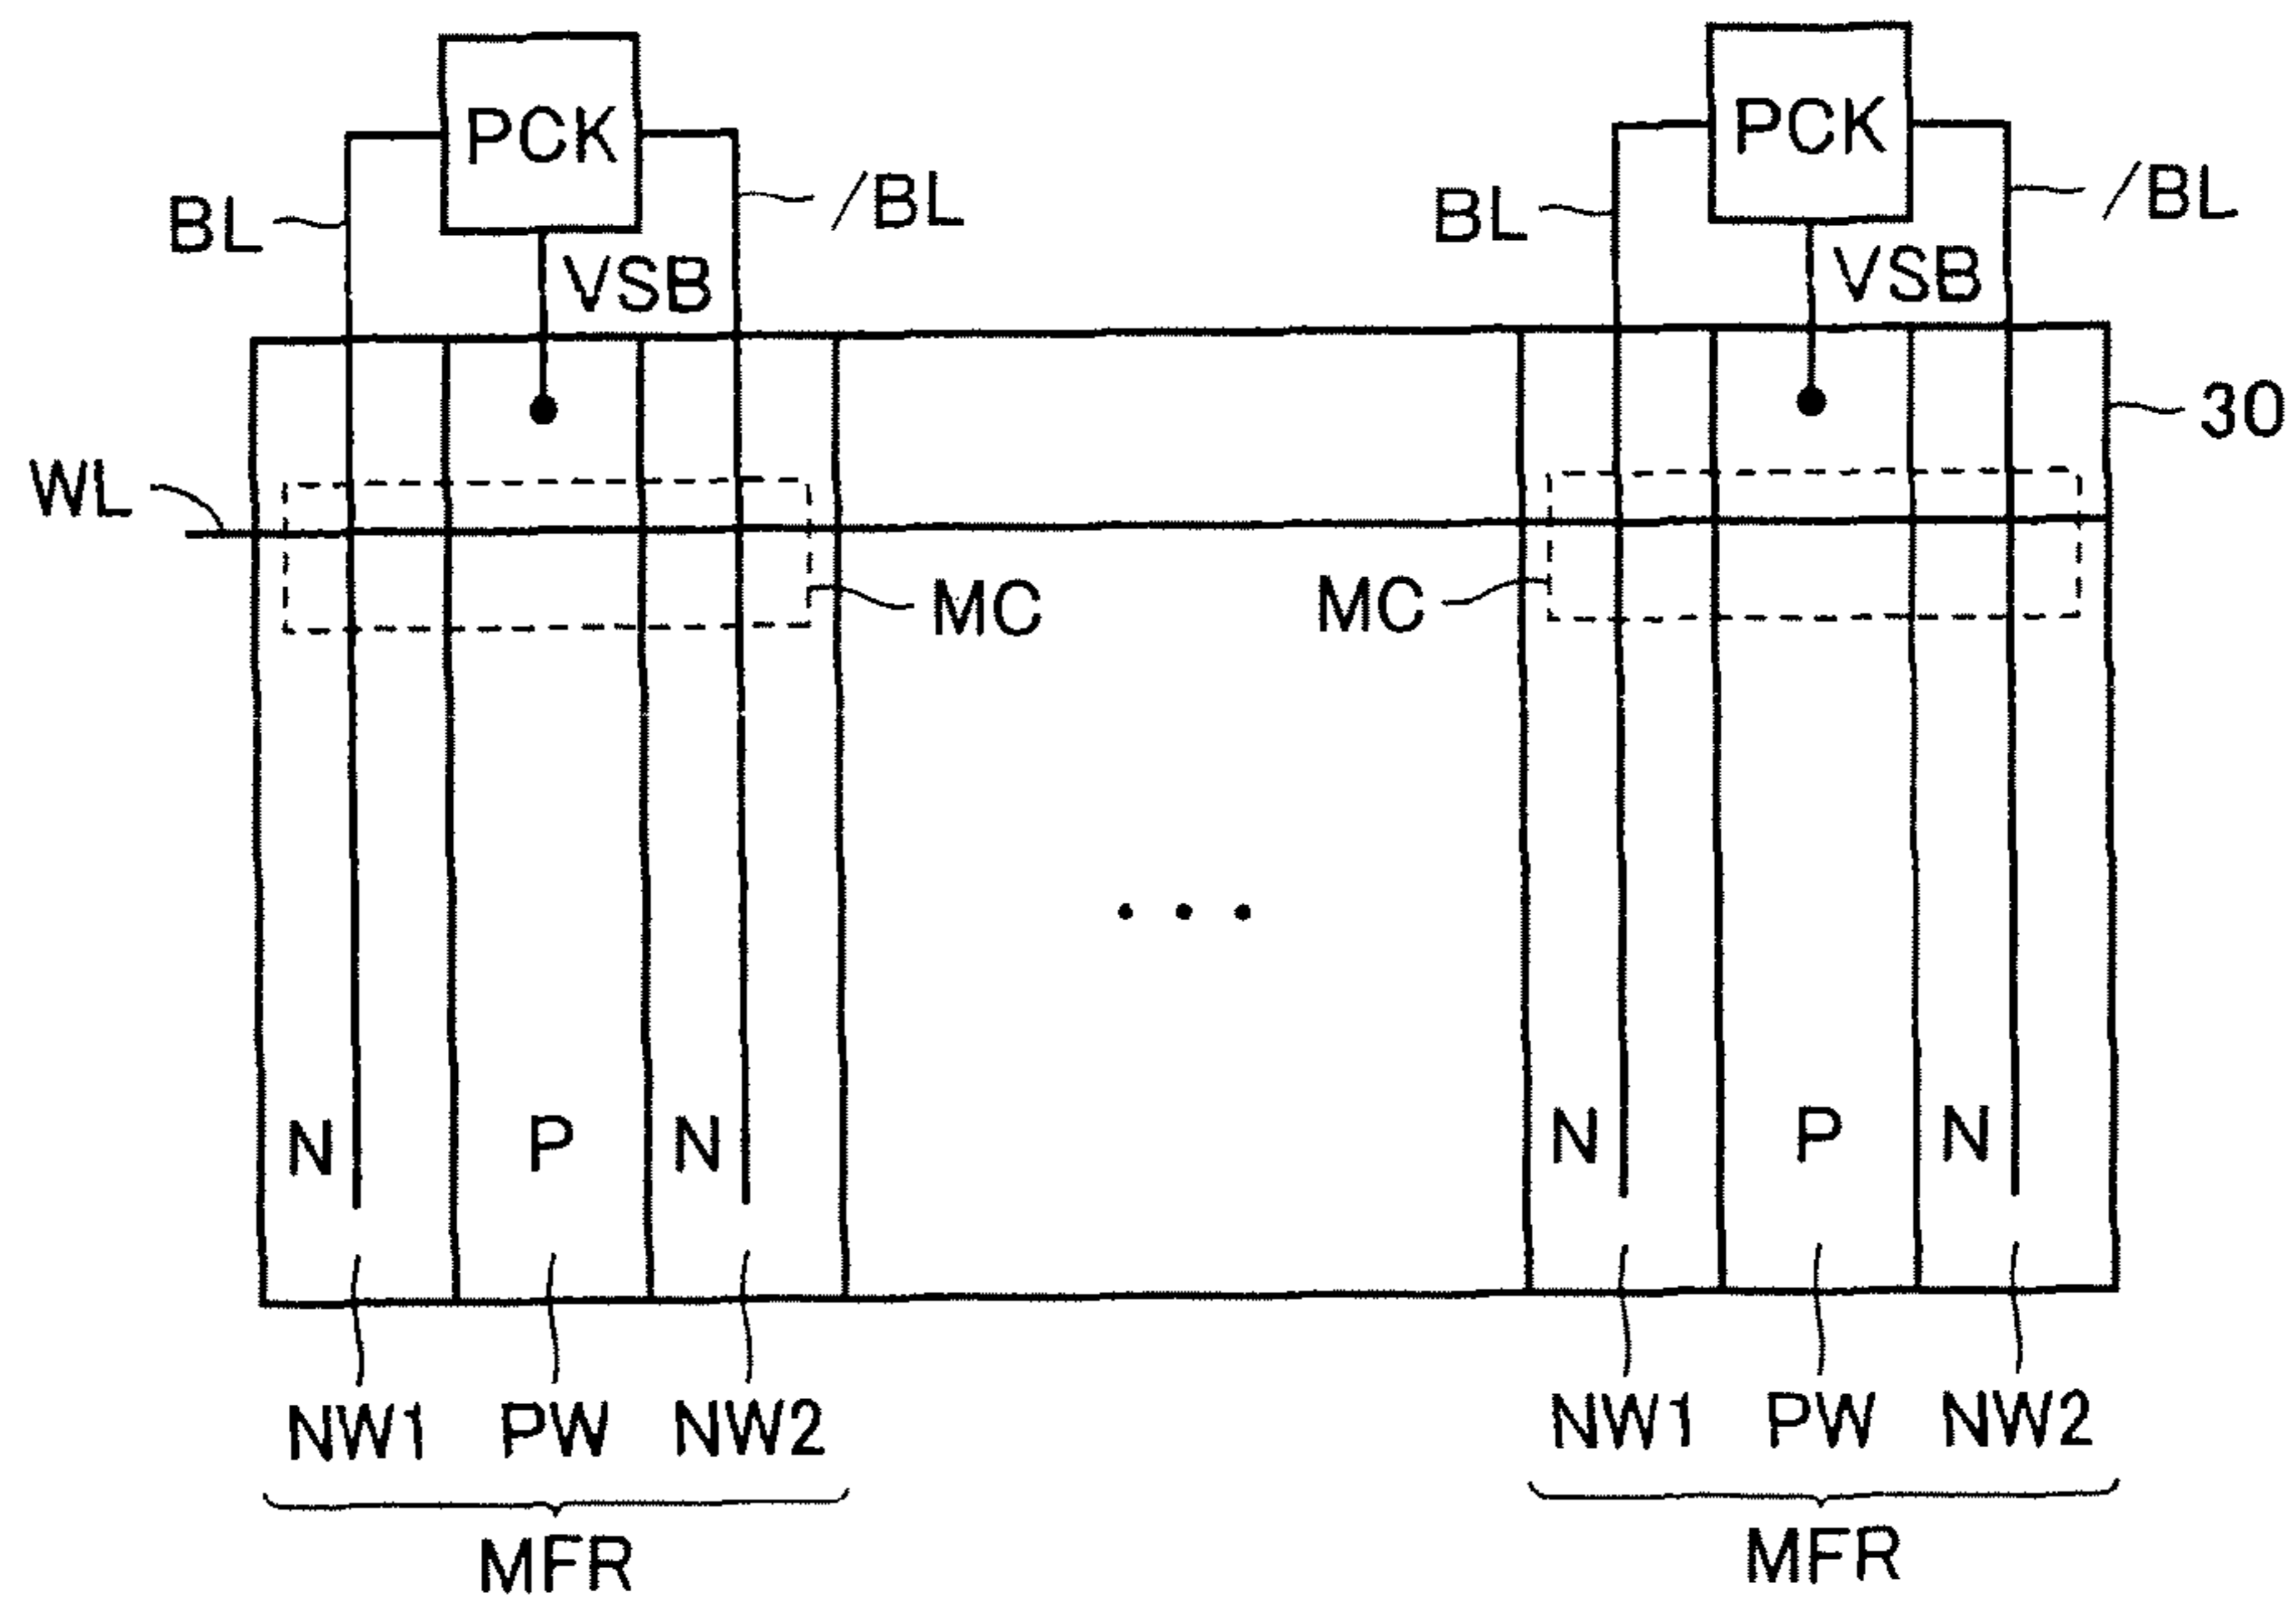 PCK PCK
BL /BL BL /BL
VSB VSB
30
WL
MC MC
N P N N P N
NW1 PW NW2 NW1 PW NW2
MFR MFR